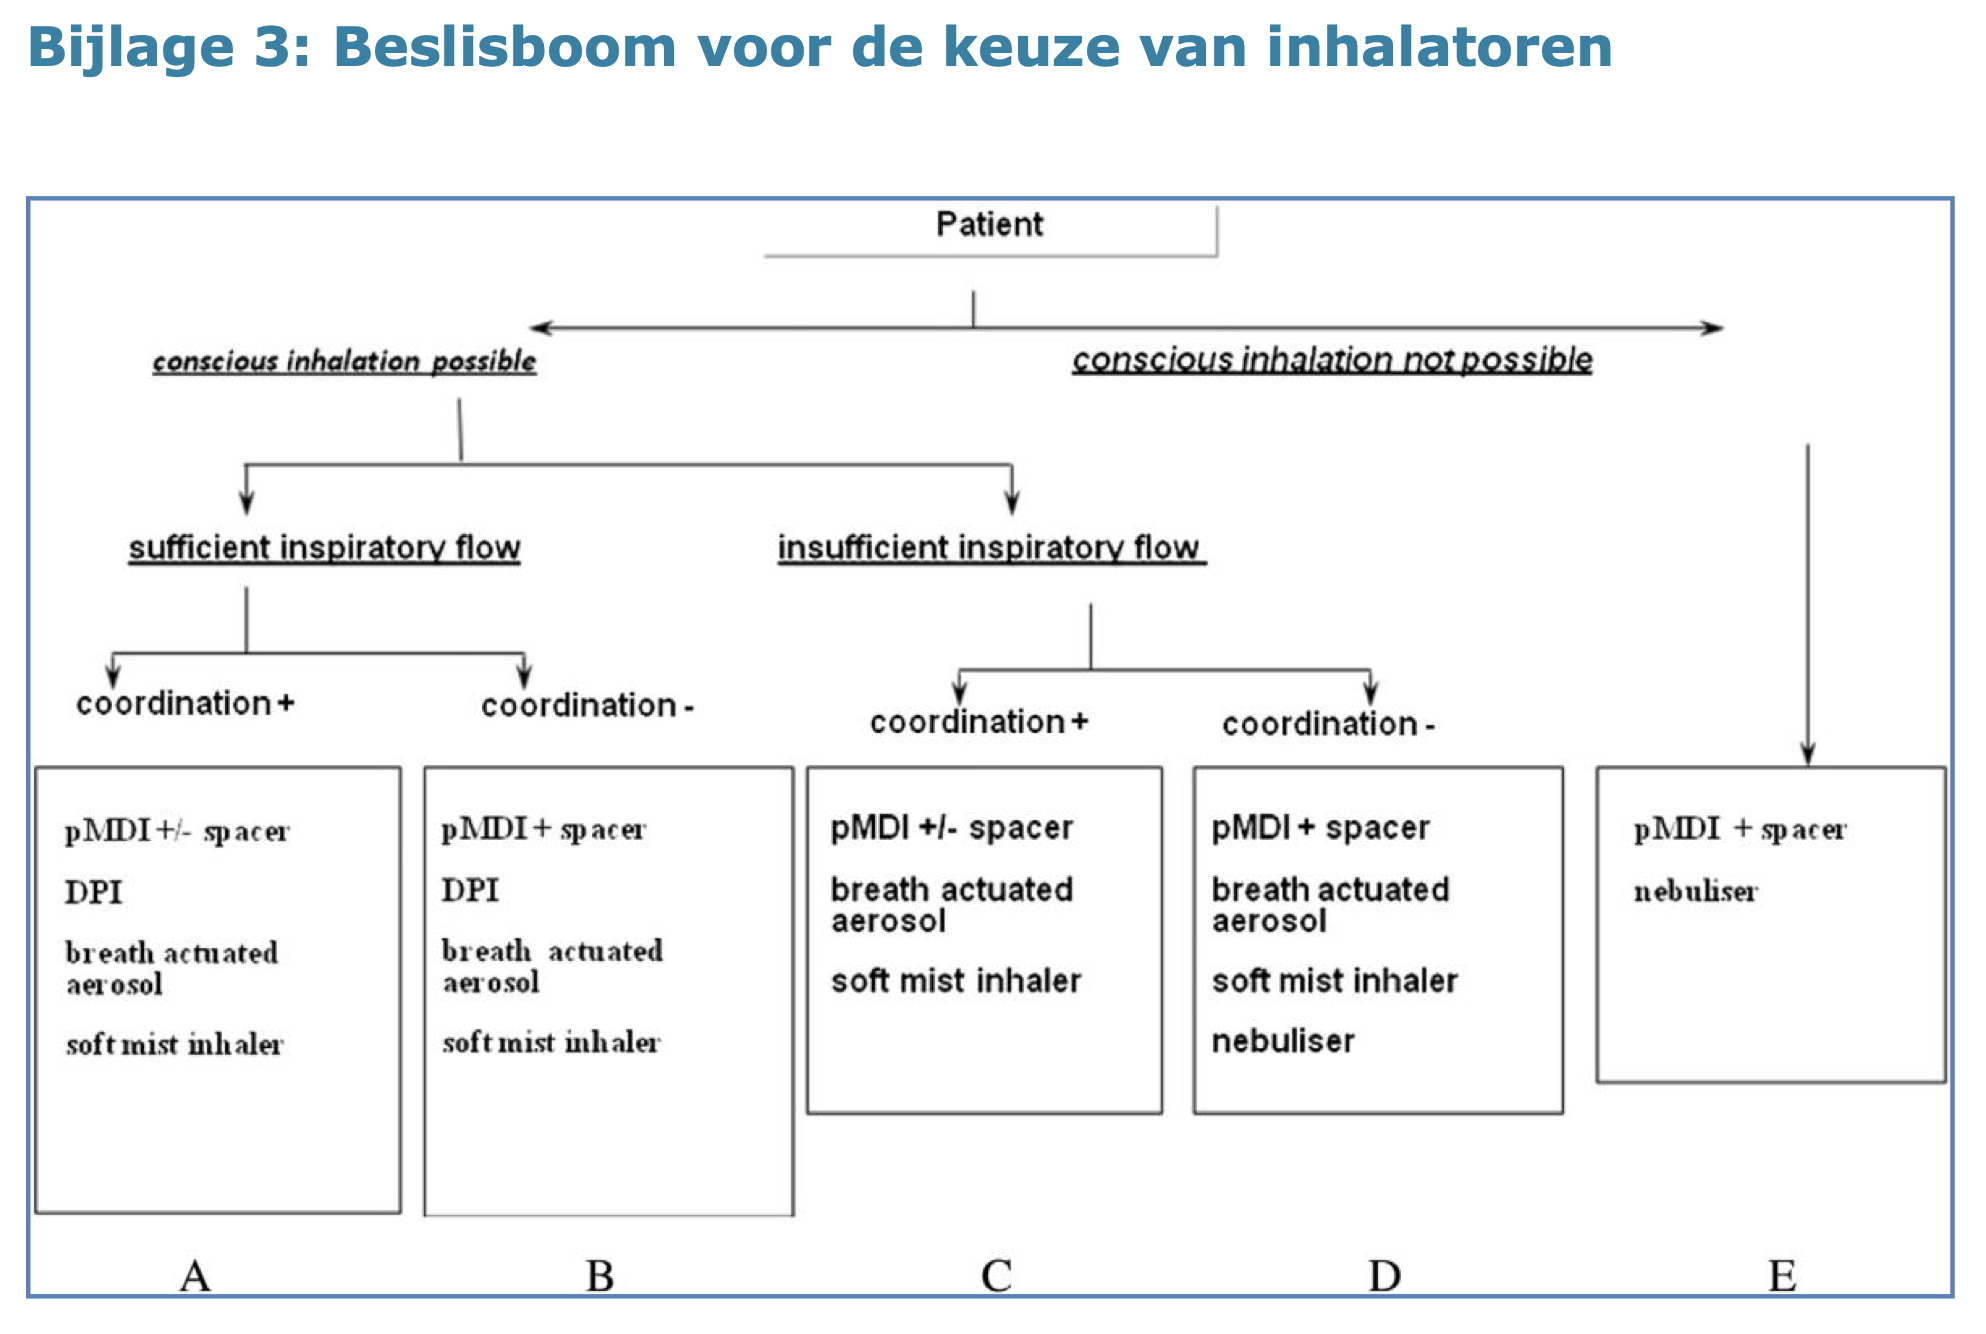 Bijlage 3: Beslisboom voor de keuze van inhalatoren
Patient
conscious inhalation possible
conscious inhalation not possible
sufficient inspiratory flow
insufficient inspiratory flow
coordination +
coordination -
coordination +
coordination -
pMDI +/- spacer
DPI
breath actuated
aerosol
soft mist inhaler
pMDI + spacer
DPI
breath actuated
aerosol
soft mist inhaler
pMDI +/- spacer
breath actuated
aerosol
soft mist inhaler
pMDI + spacer
breath actuated
aerosol
soft mist inhaler
nebuliser
pMDI + spacer
nebuliser
A
B
C
D
E